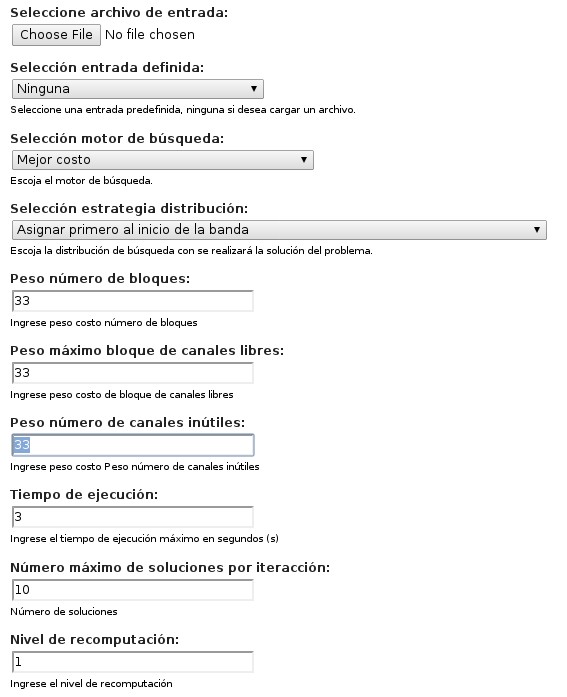 Seleccione archivo de entrada:
Choose File No file chosen
Selección entrada definida:
Ninguna
Seleccione una entrada predefinida, ninguna si desea cargar un archivo.
Selección motor de búsqueda:
Mejor costo
Escoja el motor de búsqueda.
Selección estrategia distribución:
Asignar primero al inicio de la banda
Escoja la distribución de búsqueda con se realizará la solución del problema.
Peso número de bloques:
33
Ingrese peso costo número de bloques
Peso máximo bloque de canales libres:
33
Ingrese peso costo de bloque de canales libres
Peso número de canales inútiles:
33
Ingrese peso costo Peso número de canales inútiles
Tiempo de ejecución:
3
Ingrese el tiempo de ejecución máximo en segundos (s)
Número máximo de soluciones por iteracción:
10
Número de soluciones
Nivel de recomputación:
1
Ingrese el nivel de recomputación